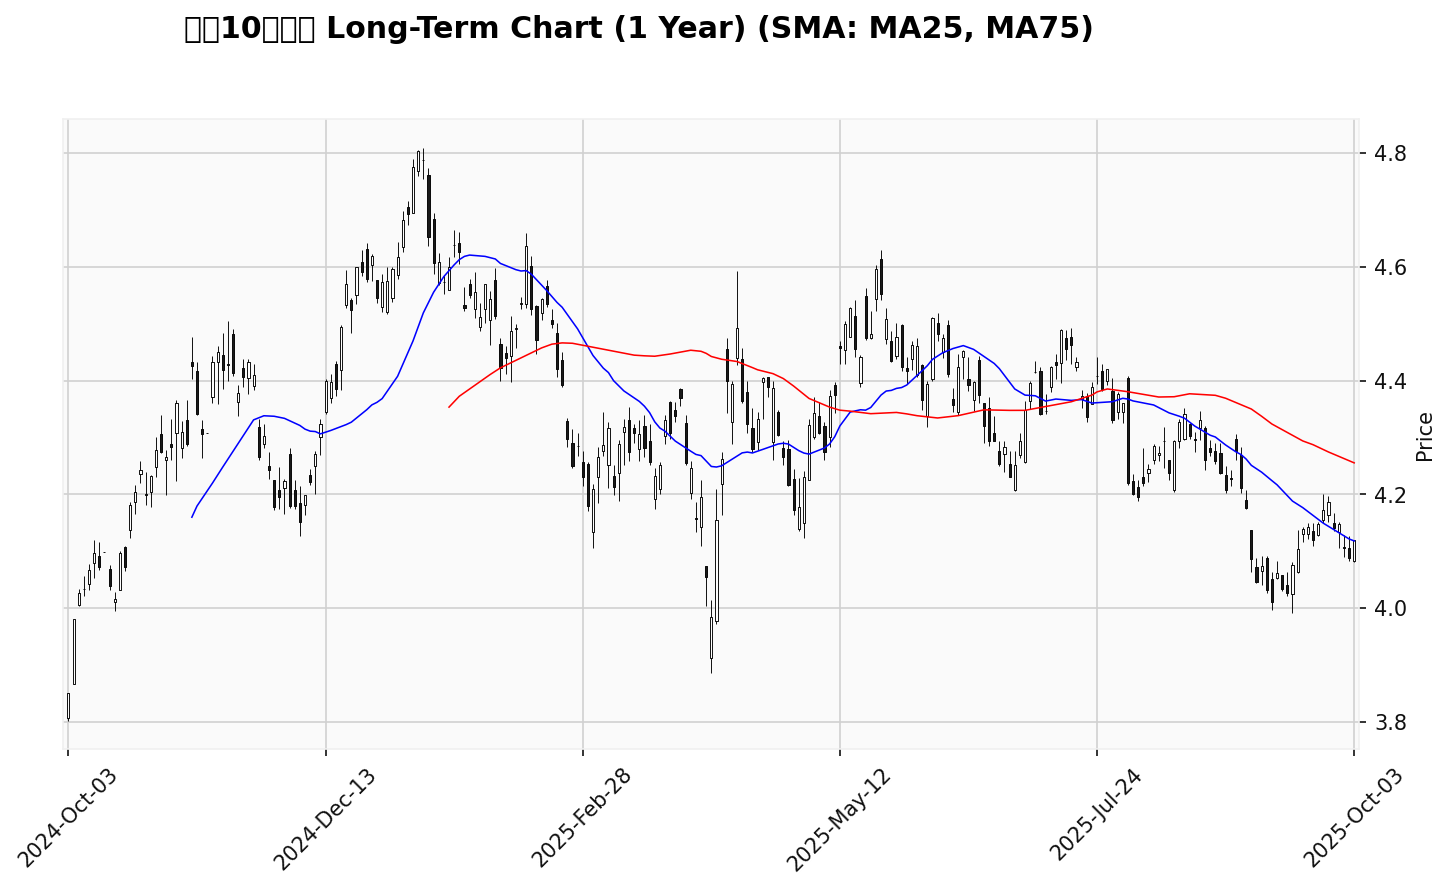 10 Long-Term Chart (1 Year) (SMA: MA25, MA75)
4.8
4.6
4.4
4.2
4.0
3.8
Price
2024-Oct-03
2024-Dec-13
2025-Feb-28
2025-May-12
2025-Jul-24
2025-Oct-03